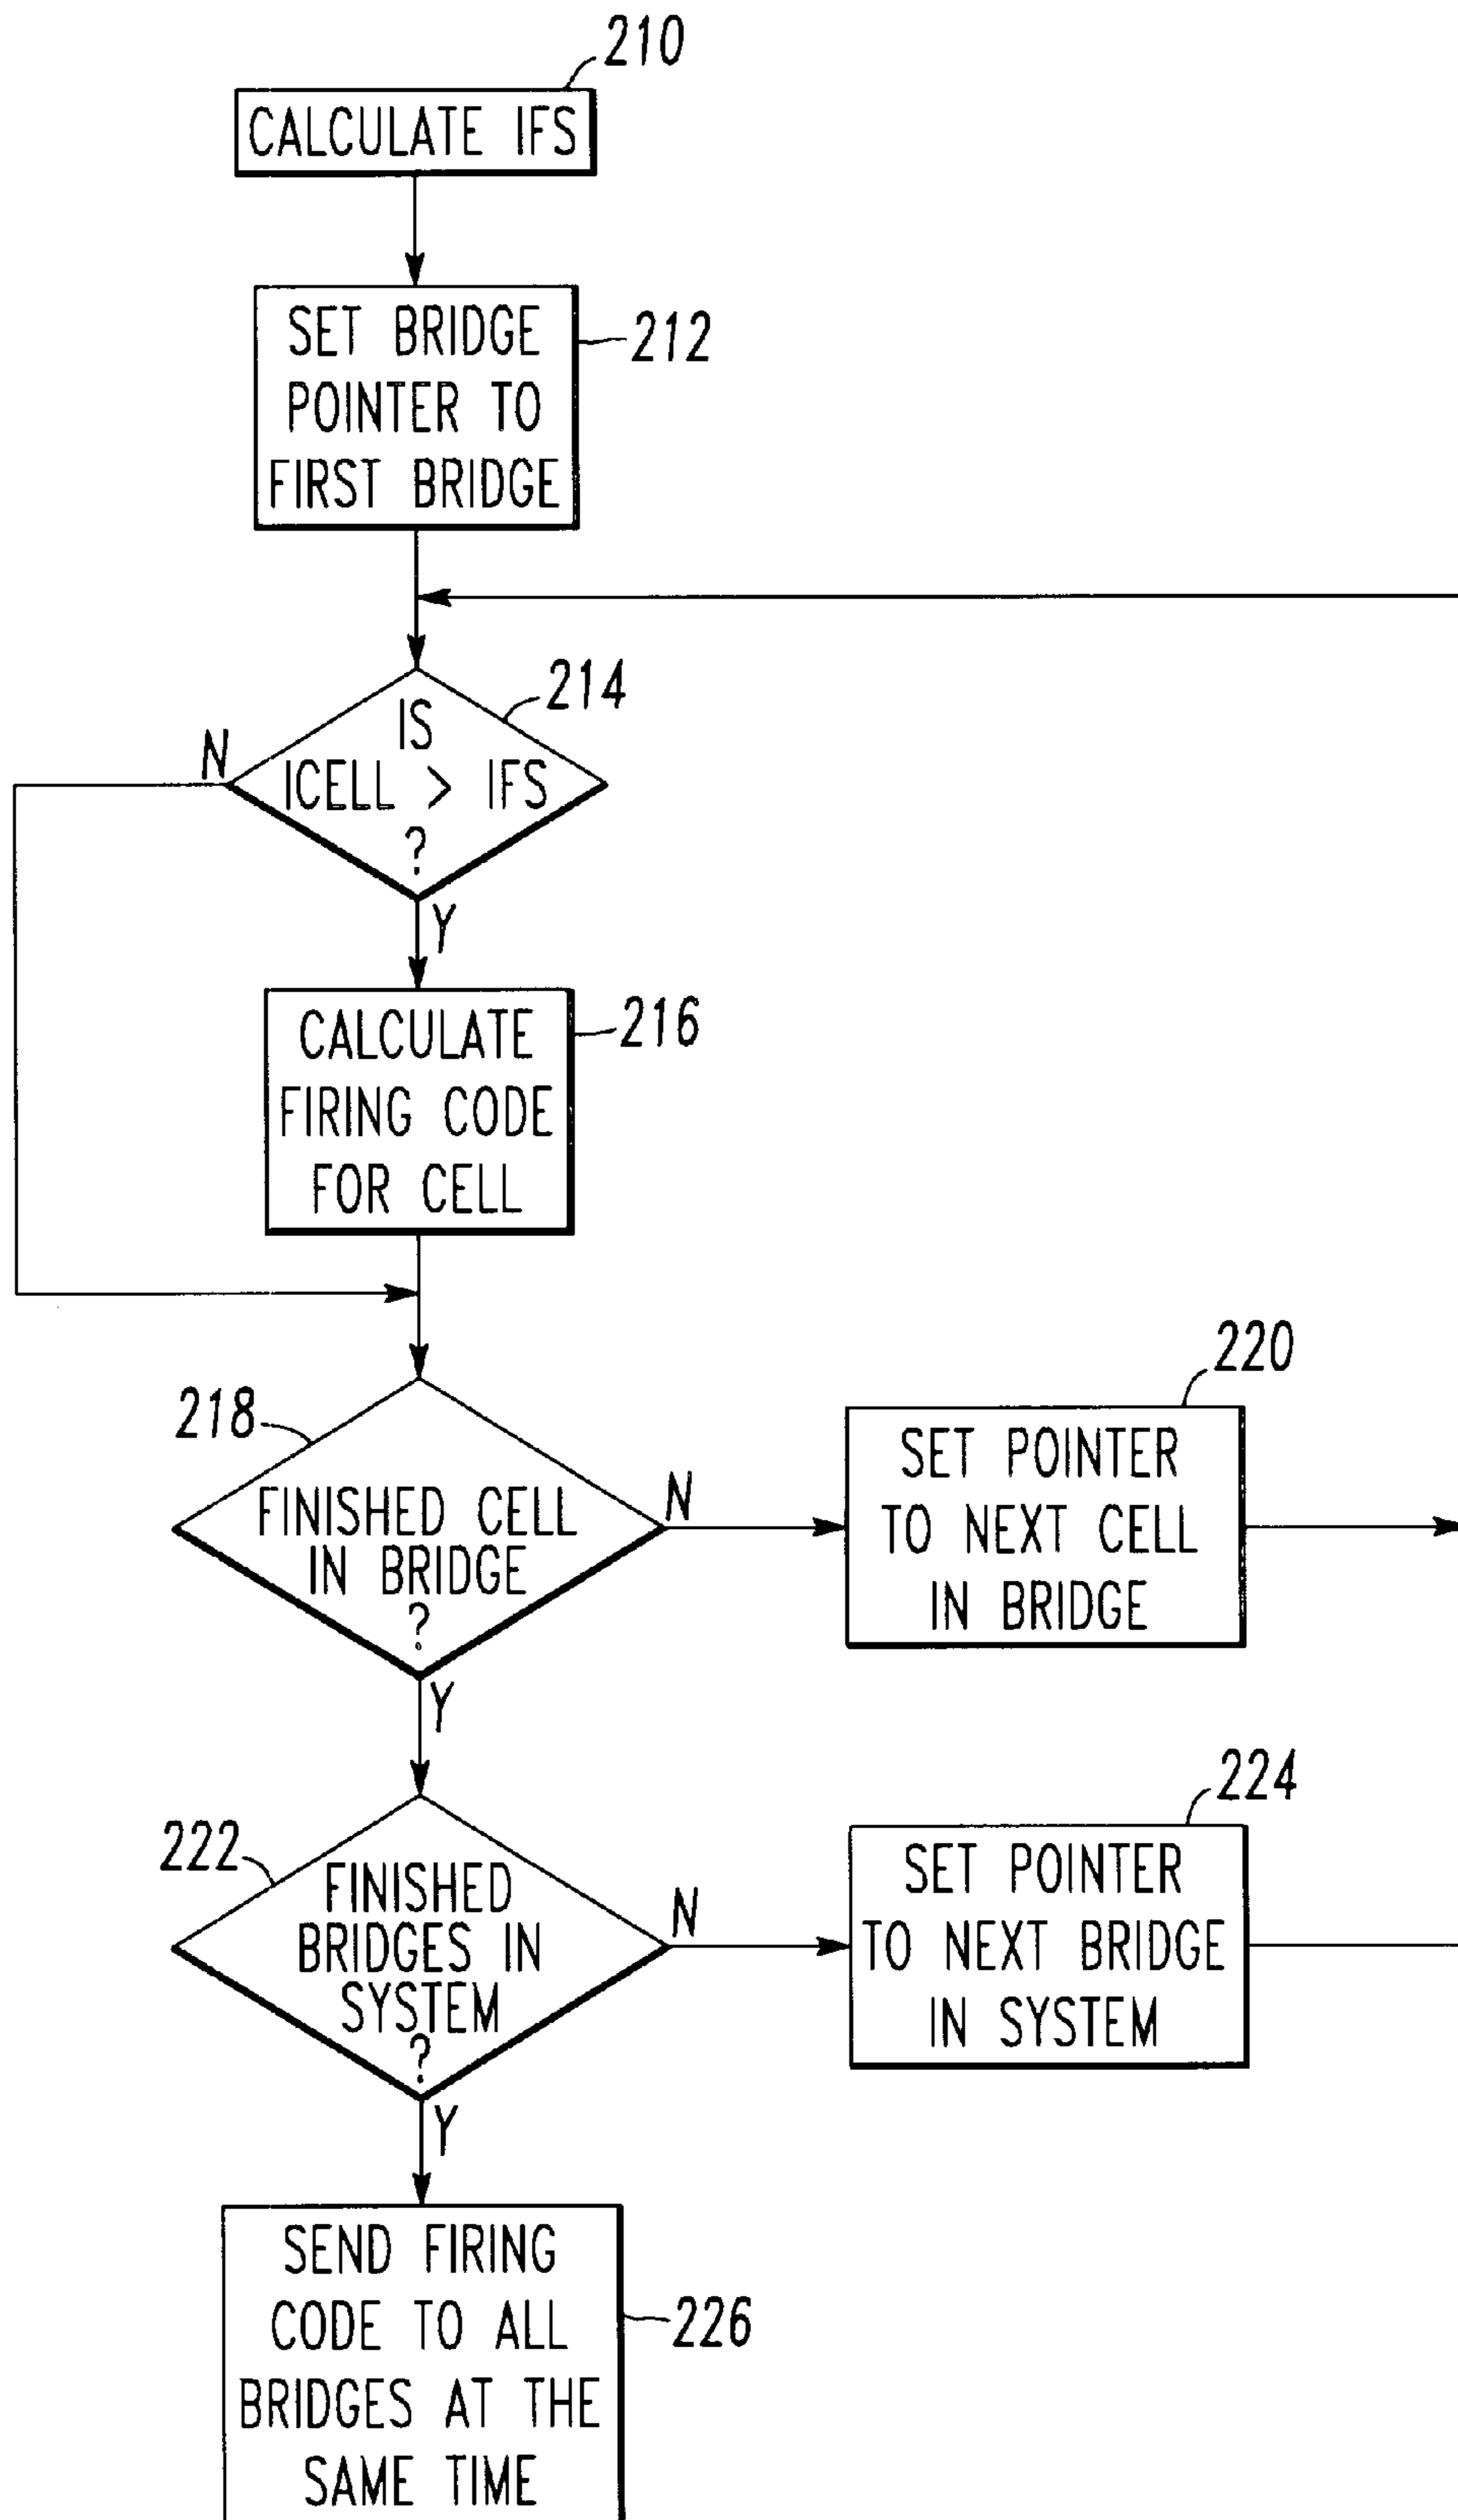 210
CALCULATE IFS
SET BRIDGE
POINTER TO
FIRST BRIDGE
212
214
IS
ICELL > IFS
?
N
Y
CALCULATE
FIRING CODE
FOR CELL
216
218
FINISHED CELL
IN BRIDGE
?
N
Y
220
SET POINTER
TO NEXT CELL
IN BRIDGE
222
FINISHED
BRIDGES IN
SYSTEM
?
N
Y
224
SET POINTER
TO NEXT BRIDGE
IN SYSTEM
SEND FIRING
CODE TO ALL
BRIDGES AT THE
SAME TIME
226